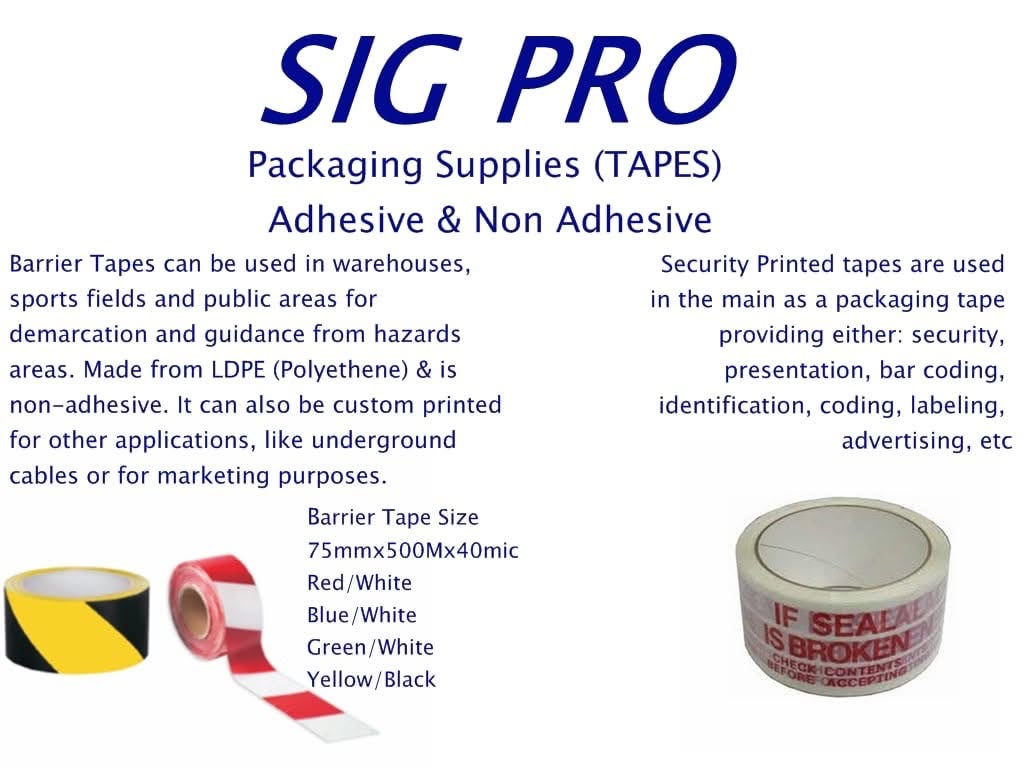 SIG PRO
Packaging Supplies (TAPES)
Adhesive & Non Adhesive
Barrier Tapes can be used in warehouses,
sports fields and public areas for
demarcation and guidance from hazards
areas. Made from LDPE (Polyethene) & is
non-adhesive. It can also be custom printed
for other applications, like underground
cables or for marketing purposes.
Security Printed tapes are used
in the main as a packaging tape
providing either: security,
presentation, bar coding,
identification, coding, labeling,
advertising, etc
Barrier Tape Size
75mmx500Mx40mic
Red/White
Blue/White
Green/White
Yellow/Black
IF SEAL
IS BROKEN
CHECK CONTENTS
BEFORE ACCEPTING